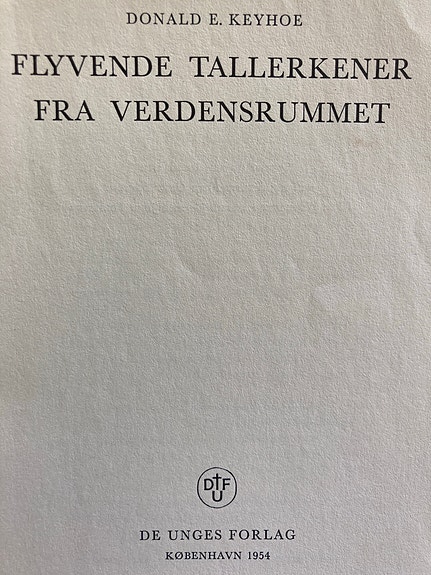 DONALD E. KEYHOE
FLYVENDE TALLERKENER
FRA VERDENSRUMMET
DUF
DE UNGES FORLAG
KØBENHAVN 1954